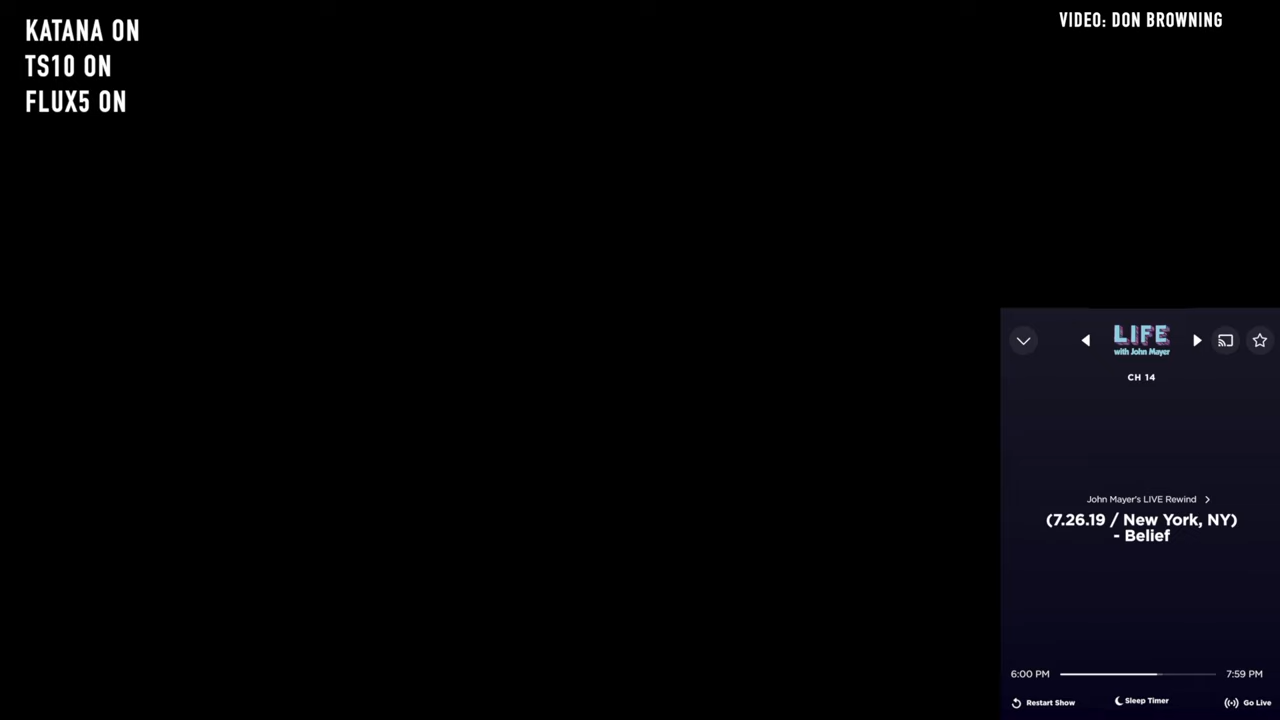 KATANA ON
TS10 ON
FLUX5 ON
VIDEO: DON BROWNING
LIFE
with John Mayer
CH 14
John Mayer's LIVE Rewind
(7.26.19 / New York, NY)
- Belief
6:00 PM
7:59 PM
Restart Show
Sleep Timer
Go Live